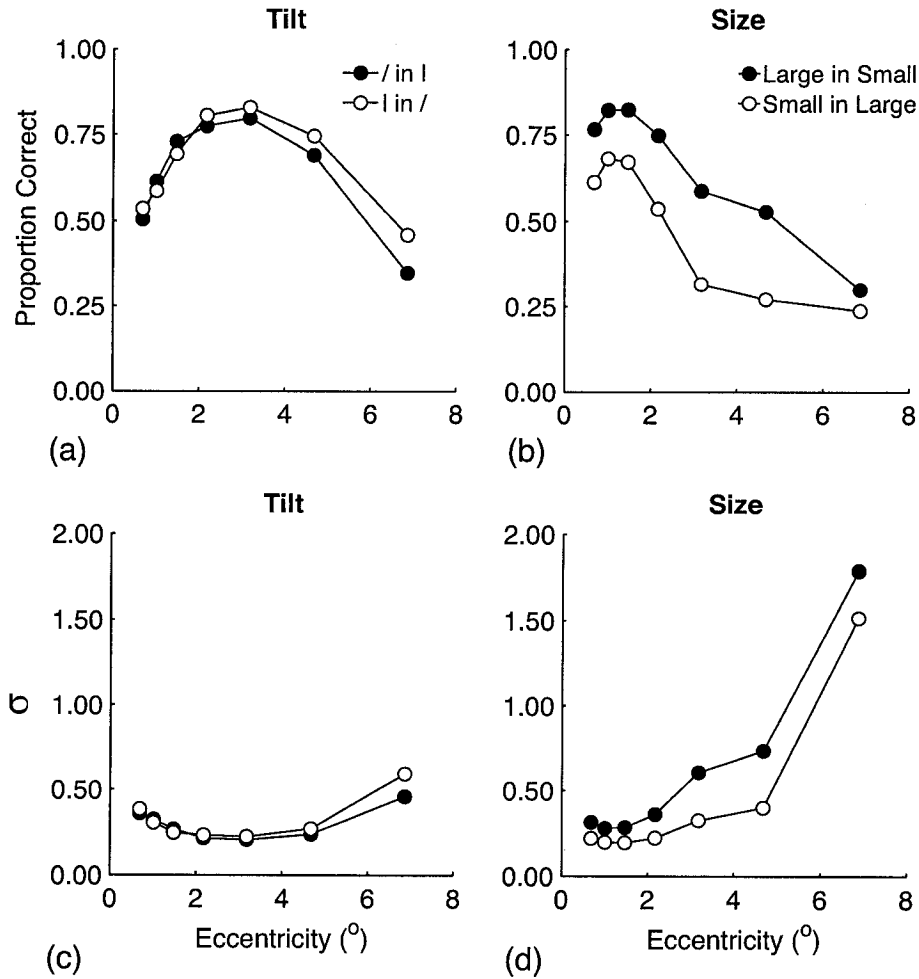 Tilt
Size
1.00
0.75
0.50
0.25
0.00
Proportion Correct
/ in I
I in /
0 2 4 6 8
(a)
1.00
0.75
0.50
0.25
0.00
Large in Small
Small in Large
0 2 4 6 8
(b)
Tilt
Size
2.00
1.50
1.00
0.50
0.00
σ
0 2 4 6 8
Eccentricity (°)
(c)
2.00
1.50
1.00
0.50
0.00
0 2 4 6 8
Eccentricity (°)
(d)